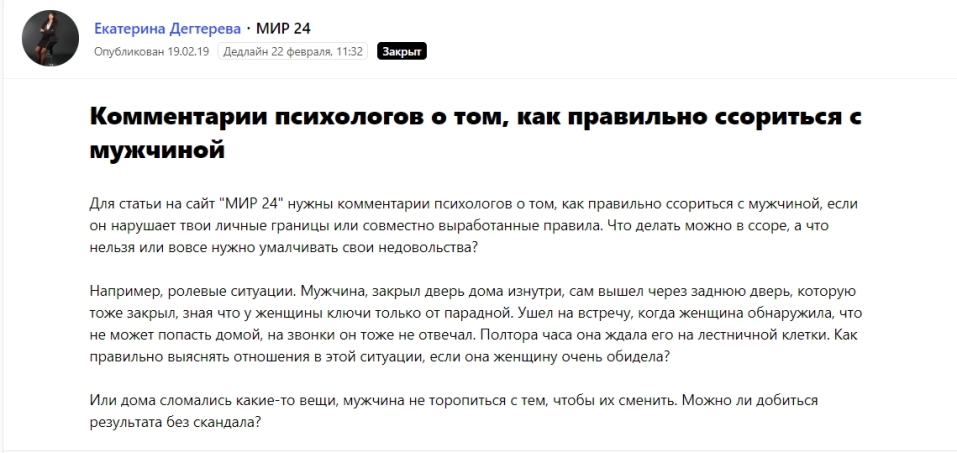 Екатерина Дегтерева · МИР 24
Опубликован 19.02.19 Дедлайн 22 февраля, 11:32 Закрыт
Комментарии психологов о том, как правильно ссориться с
мужчиной
Для статьи на сайт "МИР 24" нужны комментарии психологов о том, как правильно ссориться с мужчиной, если
он нарушает твои личные границы или совместно выработанные правила. Что делать можно в ссоре, а что
нельзя или вовсе нужно умалчивать свои недовольства?
Например, ролевые ситуации. Мужчина, закрыл дверь дома изнутри, сам вышел через заднюю дверь, которую
тоже закрыл, зная что у женщины ключи только от парадной. Ушел на встречу, когда женщина обнаружила, что
не может попасть домой, на звонки он тоже не отвечал. Полтора часа она ждала его на лестничной клетки. Как
правильно выяснять отношения в этой ситуации, если она женщину очень обидела?
Или дома сломались какие-то вещи, мужчина не торопиться с тем, чтобы их сменить. Можно ли добиться
результата без скандала?